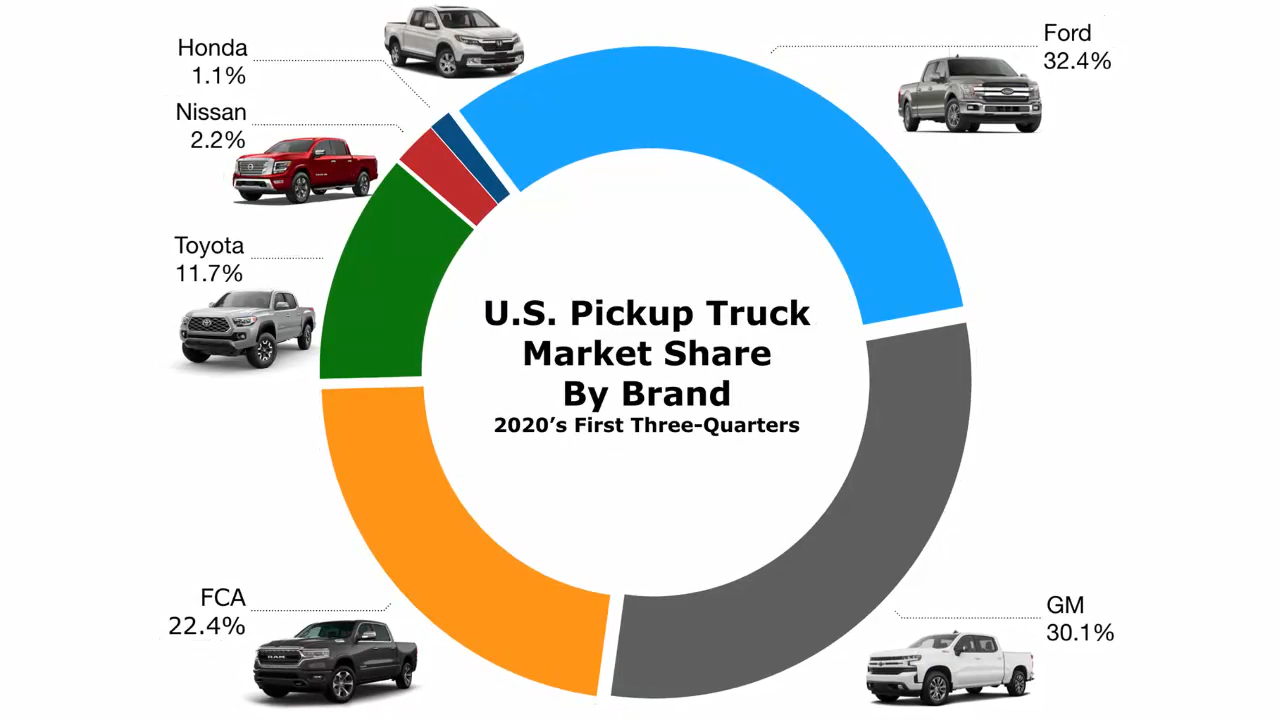 Honda
1.1%
Nissan
2.2%
Toyota
11.7%
FCA
22.4%
Ford
32.4%
GM
30.1%
U.S. Pickup Truck
Market Share
By Brand
2020’s First Three-Quarters
RAM